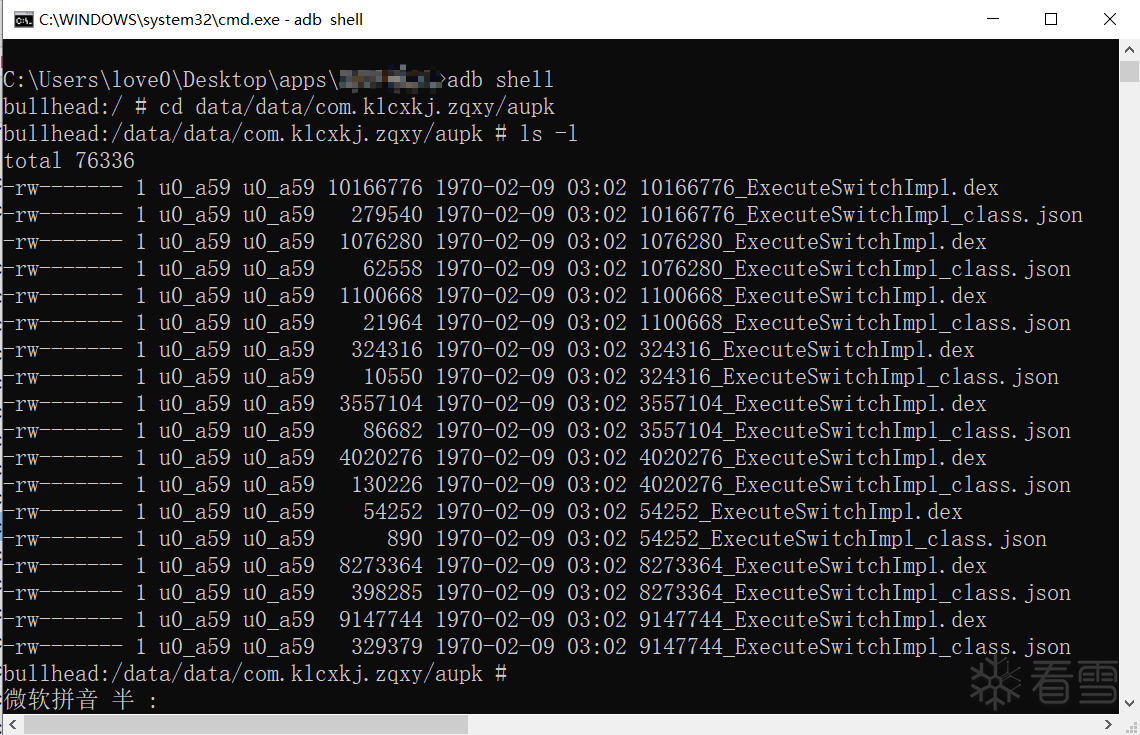 C:\WINDOWS\system32\cmd.exe - adb shell
C:\Users\love0\Desktop\apps\ >adb shell
bullhead:/ # cd data/data/com.klcxkj.zqxy/aupk
bullhead:/data/data/com.klcxkj.zqxy/aupk # ls -l
total 76336
-rw------- 1 u0_a59 u0_a59 10166776 1970-02-09 03:02 10166776_ExecuteSwitchImpl.dex
-rw------- 1 u0_a59 u0_a59   279540 1970-02-09 03:02 10166776_ExecuteSwitchImpl_class.json
-rw------- 1 u0_a59 u0_a59  1076280 1970-02-09 03:02 1076280_ExecuteSwitchImpl.dex
-rw------- 1 u0_a59 u0_a59    62558 1970-02-09 03:02 1076280_ExecuteSwitchImpl_class.json
-rw------- 1 u0_a59 u0_a59  1100668 1970-02-09 03:02 1100668_ExecuteSwitchImpl.dex
-rw------- 1 u0_a59 u0_a59    21964 1970-02-09 03:02 1100668_ExecuteSwitchImpl_class.json
-rw------- 1 u0_a59 u0_a59   324316 1970-02-09 03:02 324316_ExecuteSwitchImpl.dex
-rw------- 1 u0_a59 u0_a59    10550 1970-02-09 03:02 324316_ExecuteSwitchImpl_class.json
-rw------- 1 u0_a59 u0_a59  3557104 1970-02-09 03:02 3557104_ExecuteSwitchImpl.dex
-rw------- 1 u0_a59 u0_a59    86682 1970-02-09 03:02 3557104_ExecuteSwitchImpl_class.json
-rw------- 1 u0_a59 u0_a59  4020276 1970-02-09 03:02 4020276_ExecuteSwitchImpl.dex
-rw------- 1 u0_a59 u0_a59   130226 1970-02-09 03:02 4020276_ExecuteSwitchImpl_class.json
-rw------- 1 u0_a59 u0_a59    54252 1970-02-09 03:02 54252_ExecuteSwitchImpl.dex
-rw------- 1 u0_a59 u0_a59      890 1970-02-09 03:02 54252_ExecuteSwitchImpl_class.json
-rw------- 1 u0_a59 u0_a59  8273364 1970-02-09 03:02 8273364_ExecuteSwitchImpl.dex
-rw------- 1 u0_a59 u0_a59   398285 1970-02-09 03:02 8273364_ExecuteSwitchImpl_class.json
-rw------- 1 u0_a59 u0_a59  9147744 1970-02-09 03:02 9147744_ExecuteSwitchImpl.dex
-rw------- 1 u0_a59 u0_a59   329379 1970-02-09 03:02 9147744_ExecuteSwitchImpl_class.json
bullhead:/data/data/com.klcxkj.zqxy/aupk #
微软拼音 半 :
看雪